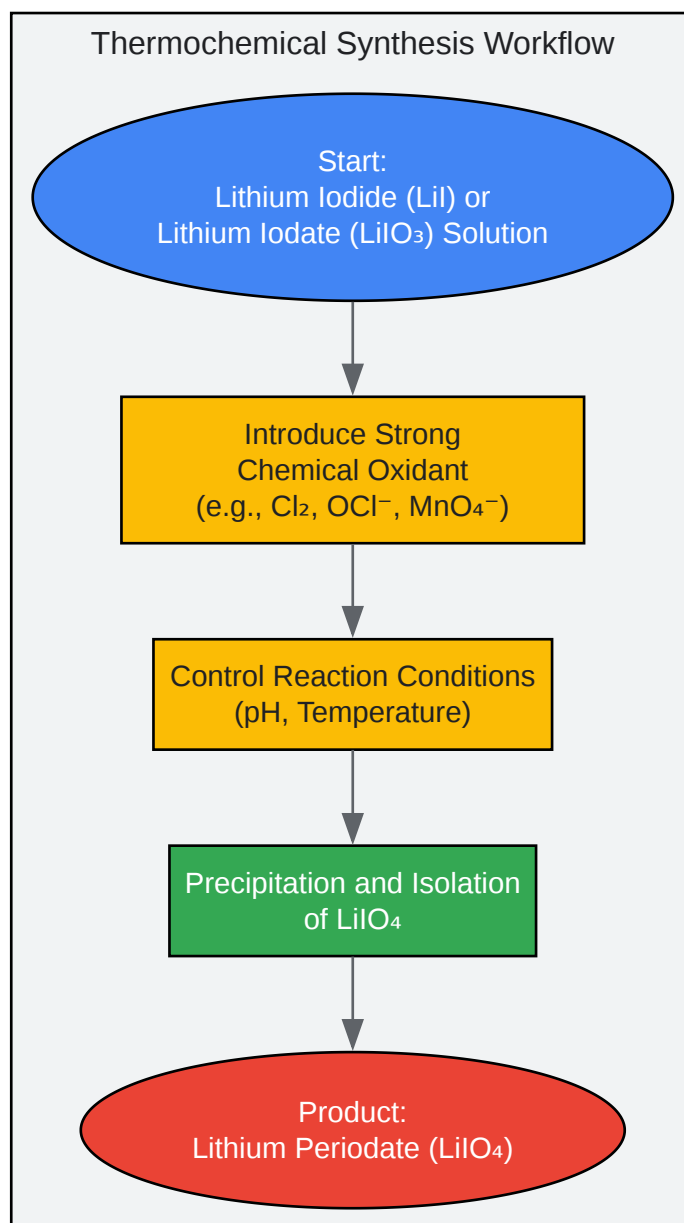 Thermochemical Synthesis Workflow
Start:
Lithium Iodide (LiI) or
Lithium Iodate (LiIO₃) Solution
Introduce Strong
Chemical Oxidant
(e.g., Cl₂, OCl⁻, MnO₄⁻)
Control Reaction Conditions
(pH, Temperature)
Precipitation and Isolation
of LiIO₄
Product:
Lithium Periodate (LiIO₄)